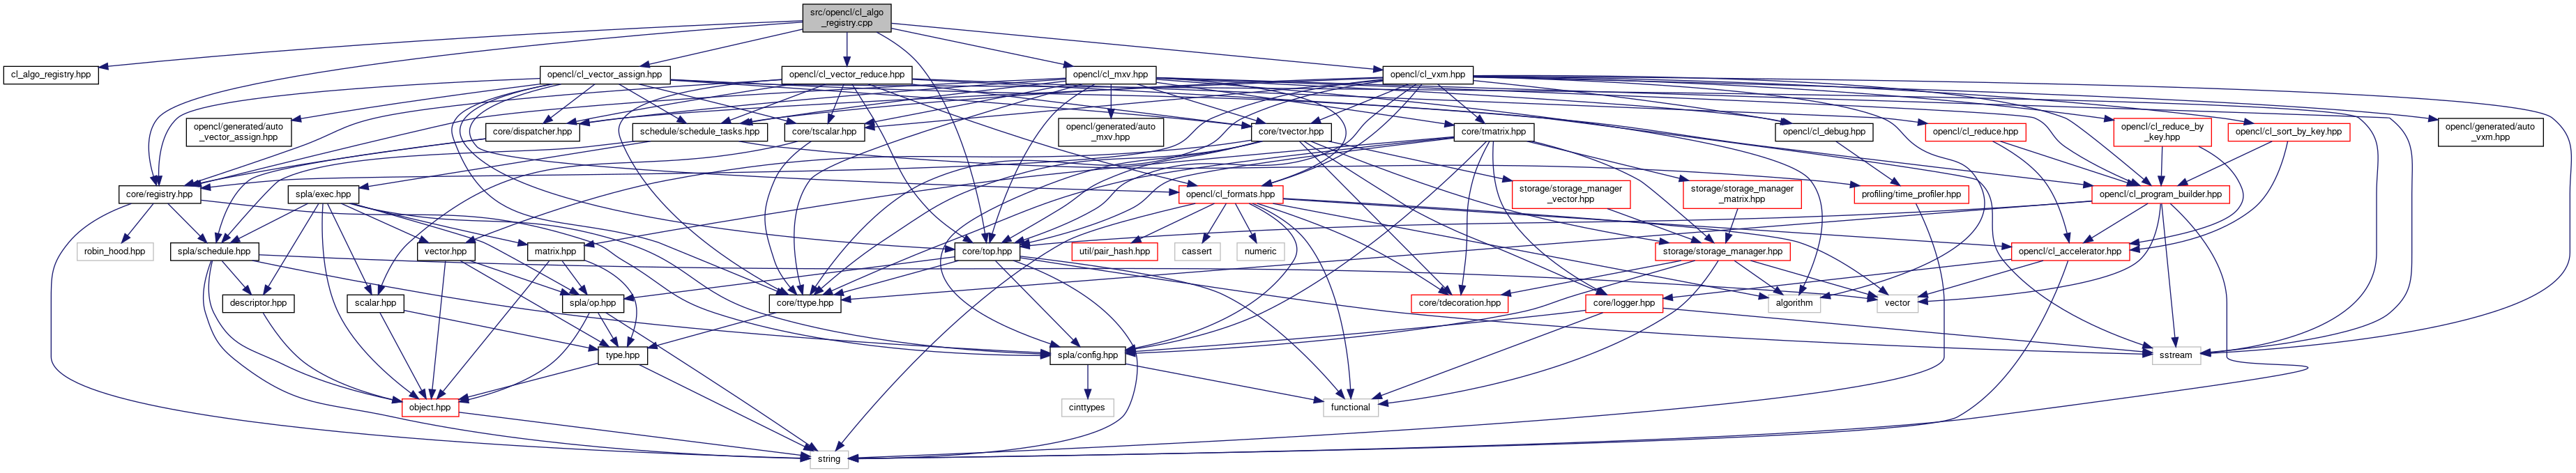 src/opencl/cl_algo
_registry.cpp
cl_algo_registry.hpp
opencl/cl_vector_assign.hpp
opencl/cl_vector_reduce.hpp
opencl/cl_mxv.hpp
opencl/cl_vxm.hpp
opencl/generated/auto
_vector_assign.hpp
core/dispatcher.hpp
schedule/schedule_tasks.hpp
core/tscalar.hpp
opencl/generated/auto
_mxv.hpp
core/tvector.hpp
core/tmatrix.hpp
opencl/cl_debug.hpp
opencl/cl_reduce.hpp
opencl/cl_reduce_by
_key.hpp
opencl/cl_sort_by_key.hpp
opencl/generated/auto
_vxm.hpp
core/registry.hpp
spla/exec.hpp
opencl/cl_formats.hpp
storage/storage_manager
_vector.hpp
storage/storage_manager
_matrix.hpp
profiling/time_profiler.hpp
opencl/cl_program_builder.hpp
robin_hood.hpp
spla/schedule.hpp
vector.hpp
matrix.hpp
core/top.hpp
util/pair_hash.hpp
cassert
numeric
storage/storage_manager.hpp
opencl/cl_accelerator.hpp
descriptor.hpp
scalar.hpp
spla/op.hpp
core/ttype.hpp
core/tdecoration.hpp
core/logger.hpp
algorithm
vector
type.hpp
spla/config.hpp
sstream
object.hpp
cinttypes
functional
string